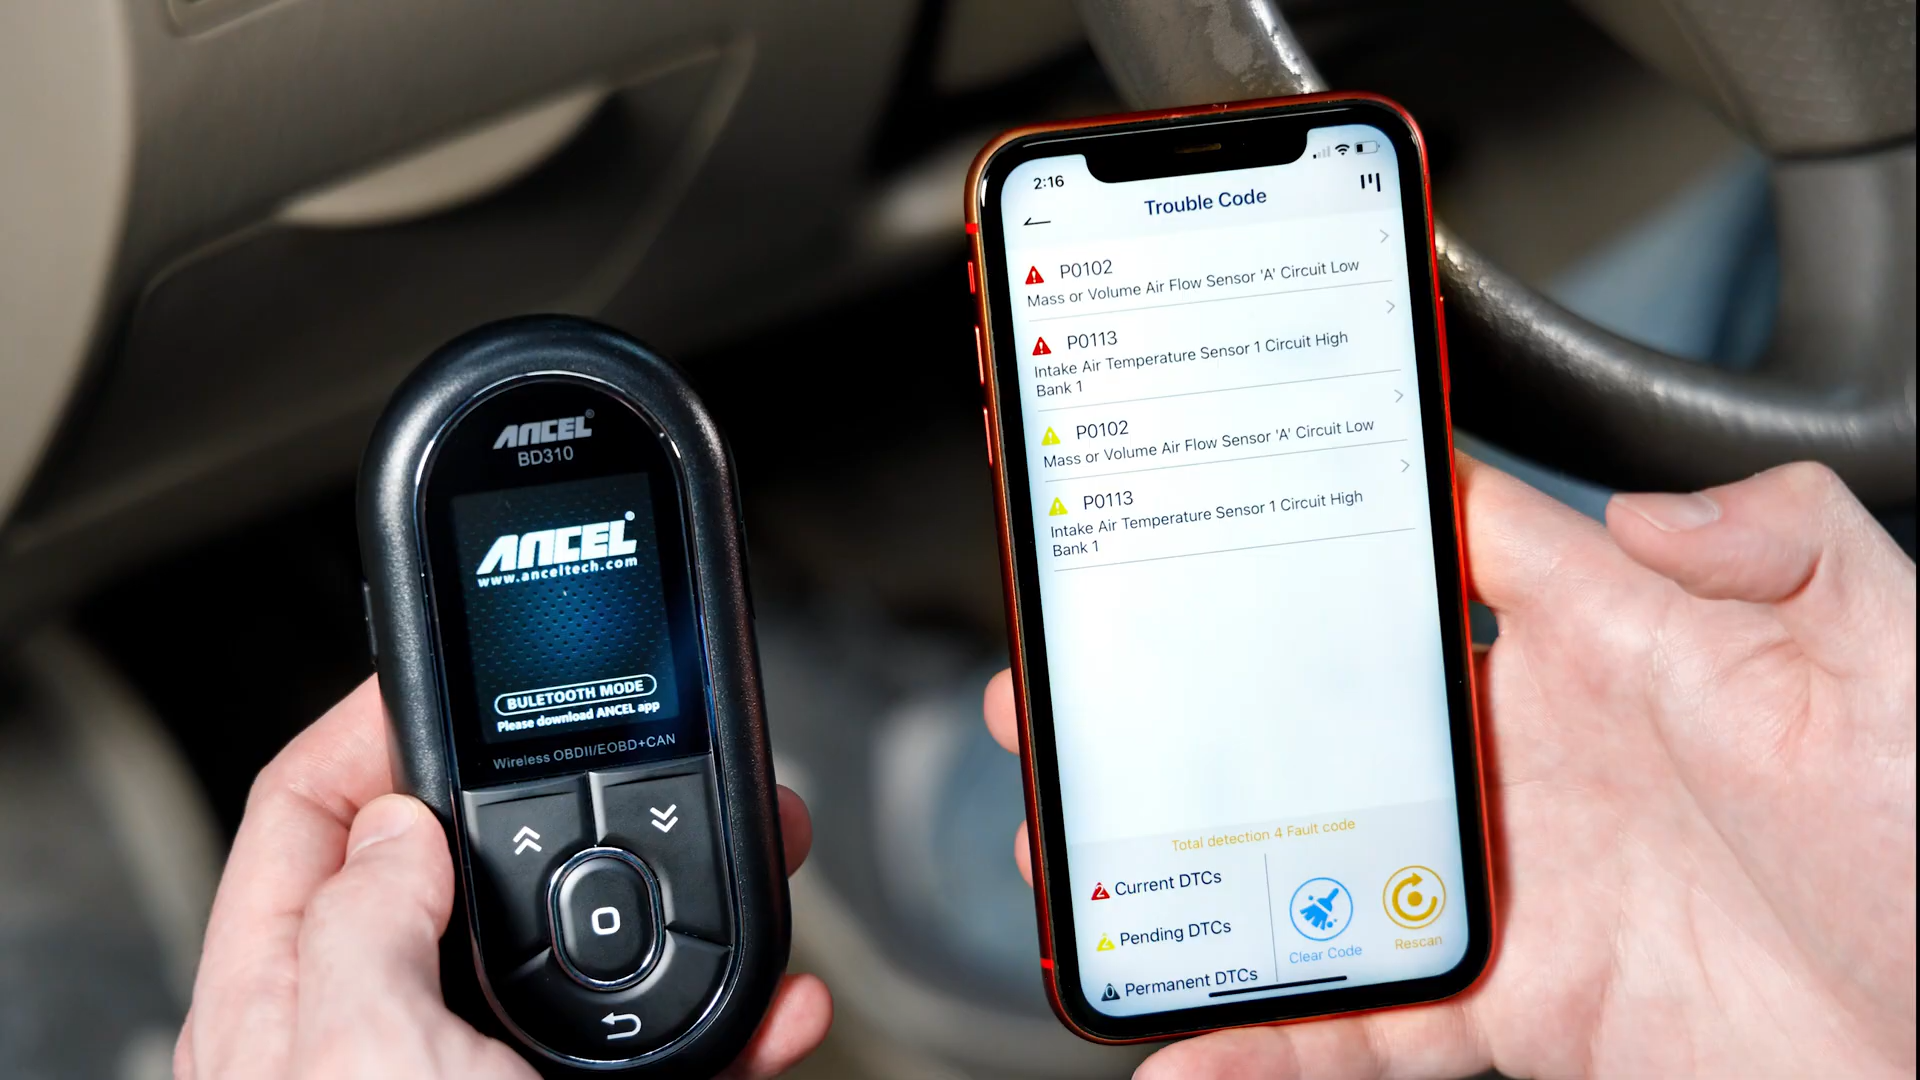 ANCEL®
BD310
ANCEL®
www.anceltech.com
BULETOOTH MODE
Please download ANCEL app
Wireless OBDII/EOBD+CAN
2:16
Trouble Code
P0102
Mass or Volume Air Flow Sensor 'A' Circuit Low
P0113
Intake Air Temperature Sensor 1 Circuit High
Bank 1
P0102
Mass or Volume Air Flow Sensor 'A' Circuit Low
P0113
Intake Air Temperature Sensor 1 Circuit High
Bank 1
Total detection 4 Fault code
2 Current DTCs
2 Pending DTCs
0 Permanent DTCs
Clear Code
Rescan